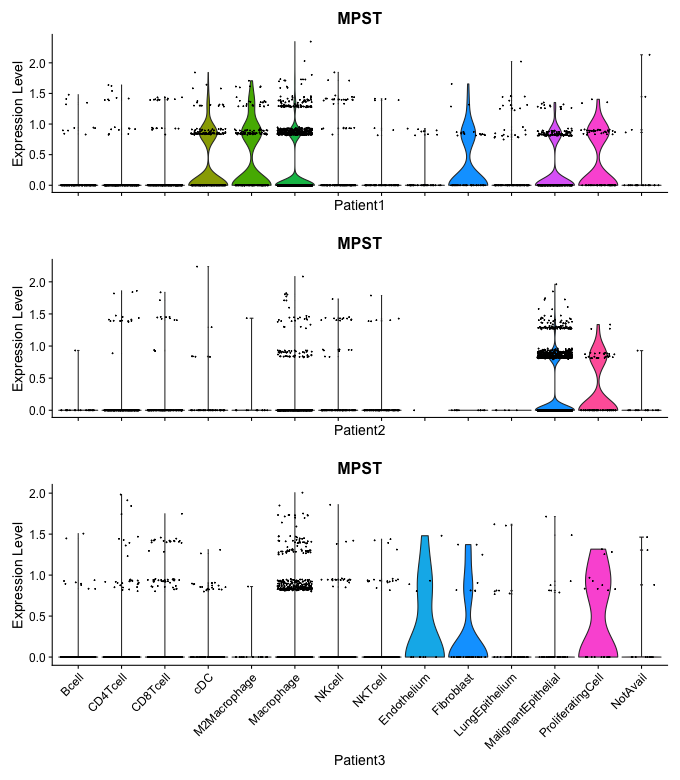 MPST
Expression Level
2.0
1.5
1.0
0.5
0.0
Patient1
MPST
Expression Level
2.0
1.5
1.0
0.5
0.0
Patient2
MPST
Expression Level
2.0
1.5
1.0
0.5
0.0
Bcell
CD4Tcell
CD8Tcell
cDC
M2Macrophage
Macrophage
NKcell
NKTcell
Endothelium
Fibroblast
LungEpithelium
MalignantEpithelial
ProliferatingCell
NotAvail
Patient3